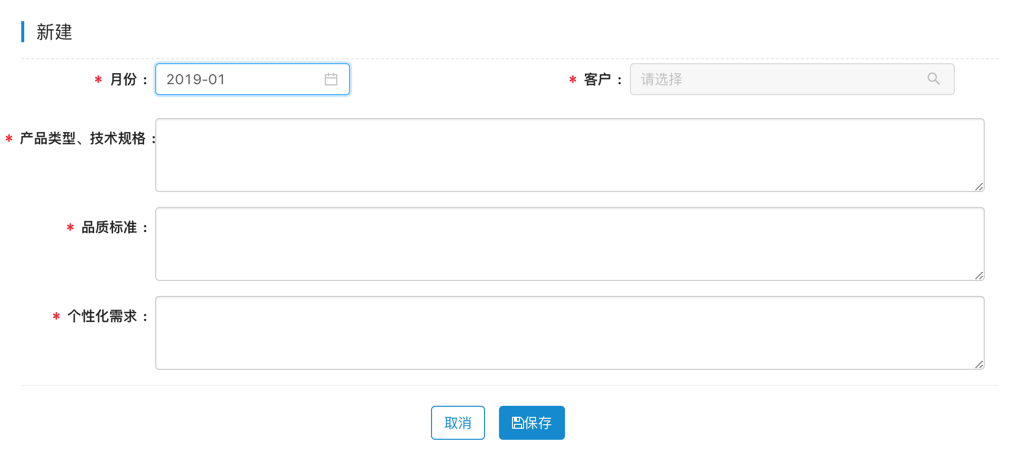 新建
* 月份 : 2019-01 * 客户 : 请选择
* 产品类型、技术规格 :
* 品质标准 :
* 个性化需求 :
取消 保存